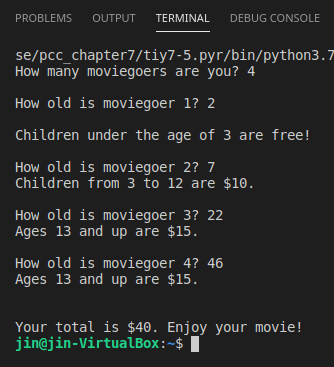 PROBLEMS OUTPUT TERMINAL DEBUG CONSOLE
se/pcc_chapter7/tiy7-5.pyr/bin/python3.7
How many moviegoers are you? 4
How old is moviegoer 1? 2
Children under the age of 3 are free!
How old is moviegoer 2? 7
Children from 3 to 12 are $10.
How old is moviegoer 3? 22
Ages 13 and up are $15.
How old is moviegoer 4? 46
Ages 13 and up are $15.
Your total is $40. Enjoy your movie!
jin@jin-VirtualBox:~$